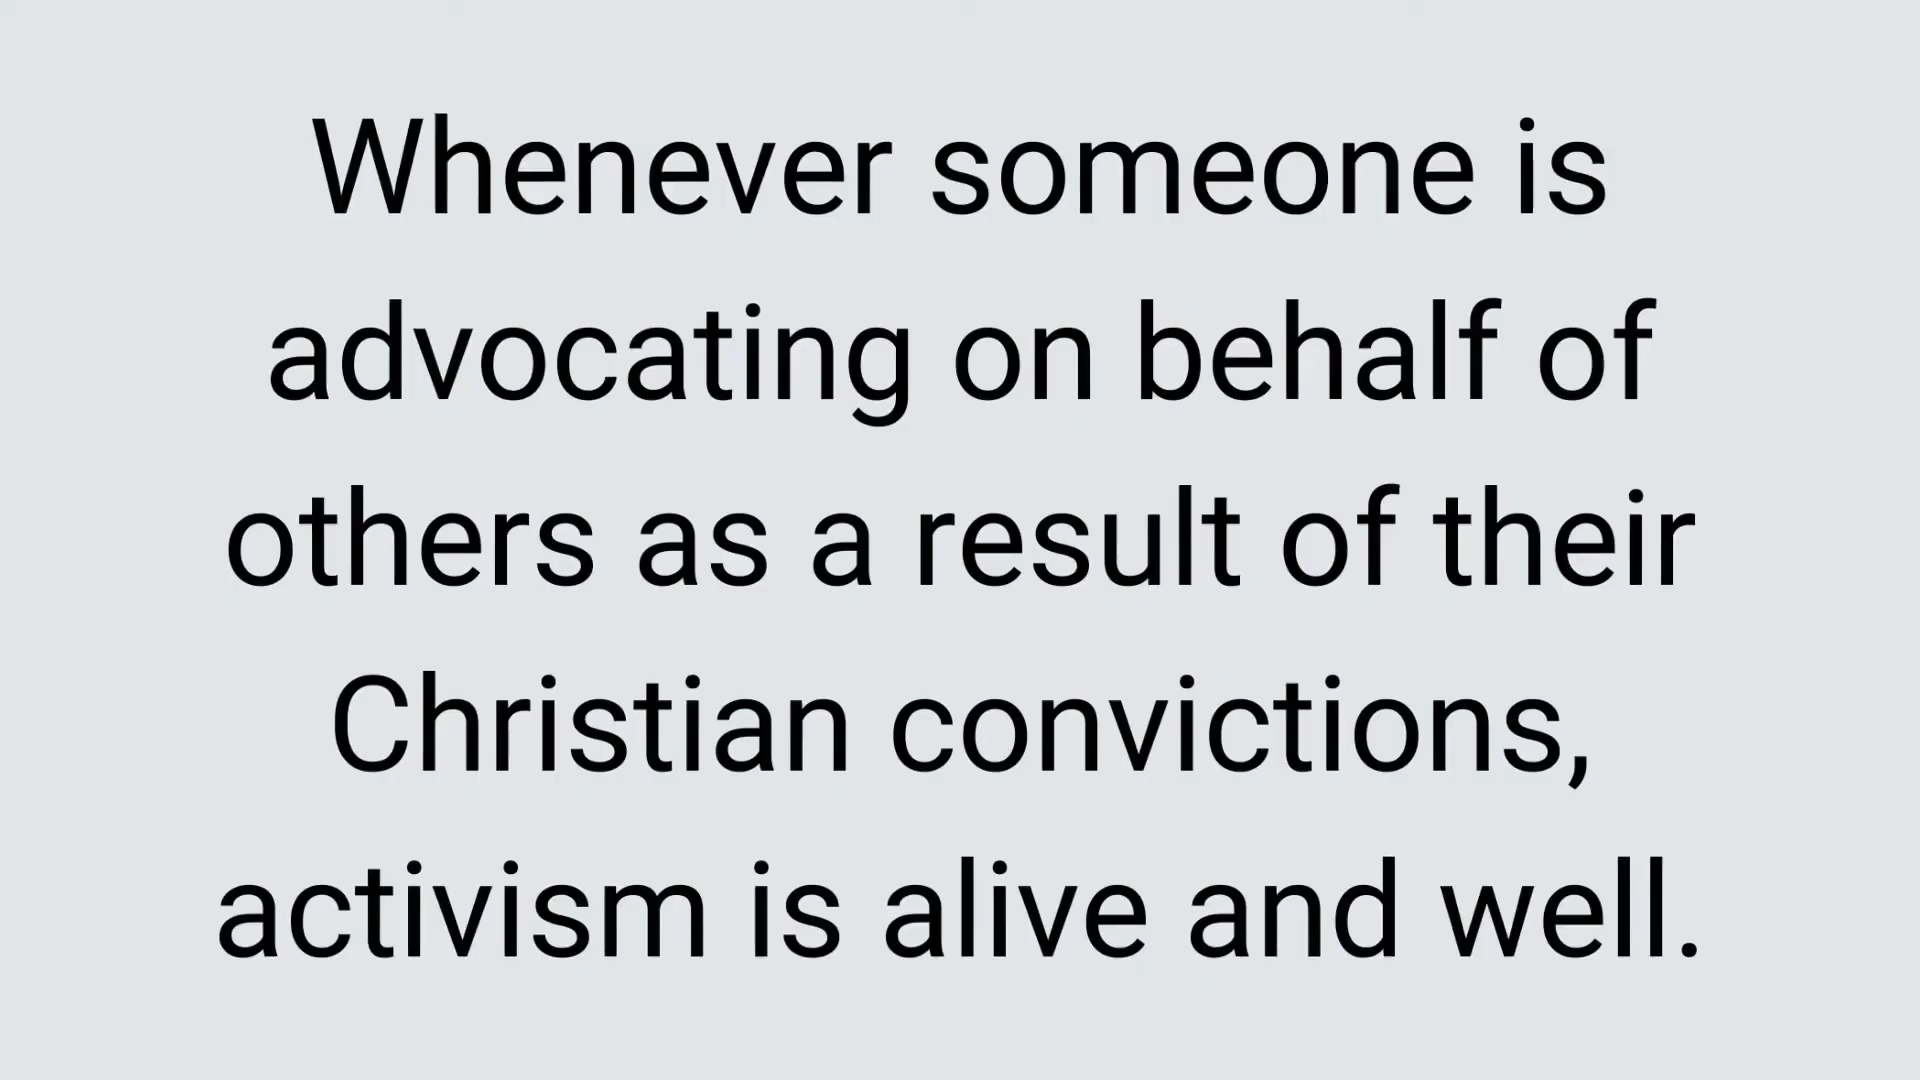 Whenever someone is
advocating on behalf of
others as a result of their
Christian convictions,
activism is alive and well.